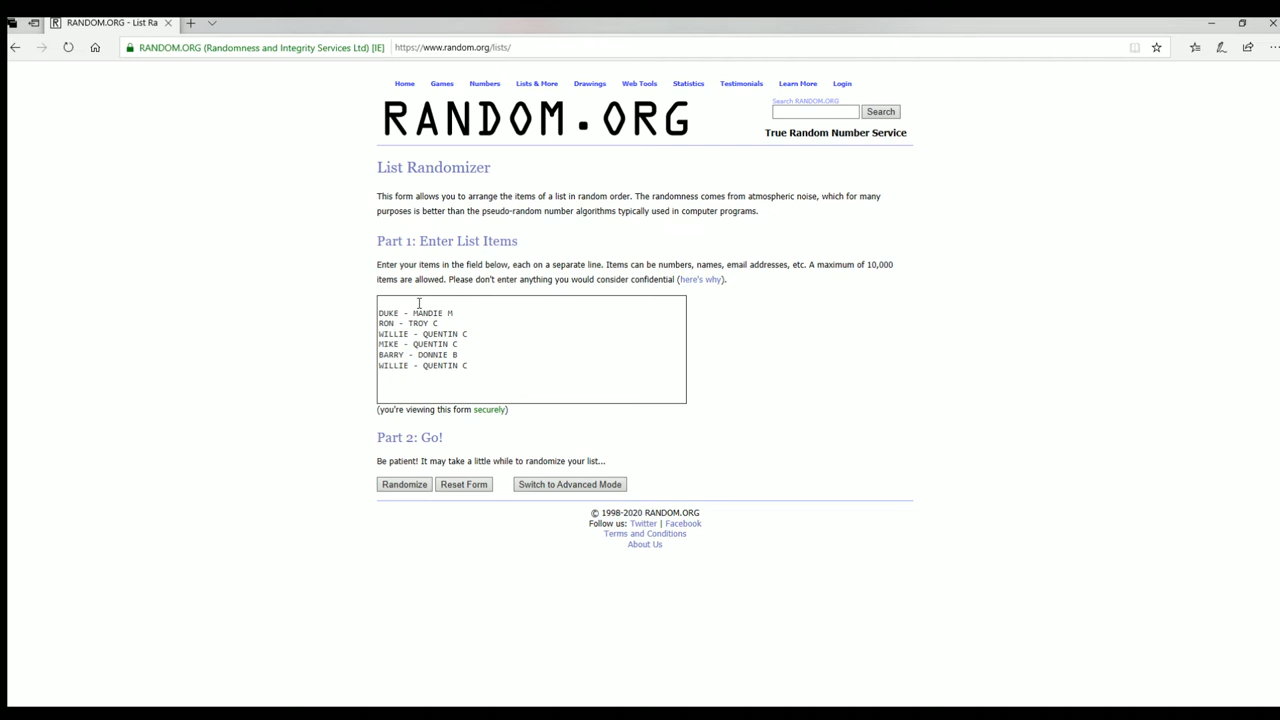 RANDOM.ORG - List Ra
RANDOM.ORG (Randomness and Integrity Services Ltd) [IE]
https://www.random.org/lists/
Home Games Numbers Lists & More Drawings Web Tools Statistics Testimonials Learn More Login
RANDOM.ORG
Search RANDOM.ORG
Search
True Random Number Service
List Randomizer
This form allows you to arrange the items of a list in random order. The randomness comes from atmospheric noise, which for many
purposes is better than the pseudo-random number algorithms typically used in computer programs.
Part 1: Enter List Items
Enter your items in the field below, each on a separate line. Items can be numbers, names, email addresses, etc. A maximum of 10,000
items are allowed. Please don't enter anything you would consider confidential (here's why).
DUKE - MANDIE M
RON - TROY C
WILLIE - QUENTIN C
MIKE - QUENTIN C
BARRY - DONNIE B
WILLIE - QUENTIN C
(you're viewing this form securely)
Part 2: Go!
Be patient! It may take a little while to randomize your list...
Randomize Reset Form Switch to Advanced Mode
© 1998-2020 RANDOM.ORG
Follow us: Twitter | Facebook
Terms and Conditions
About Us